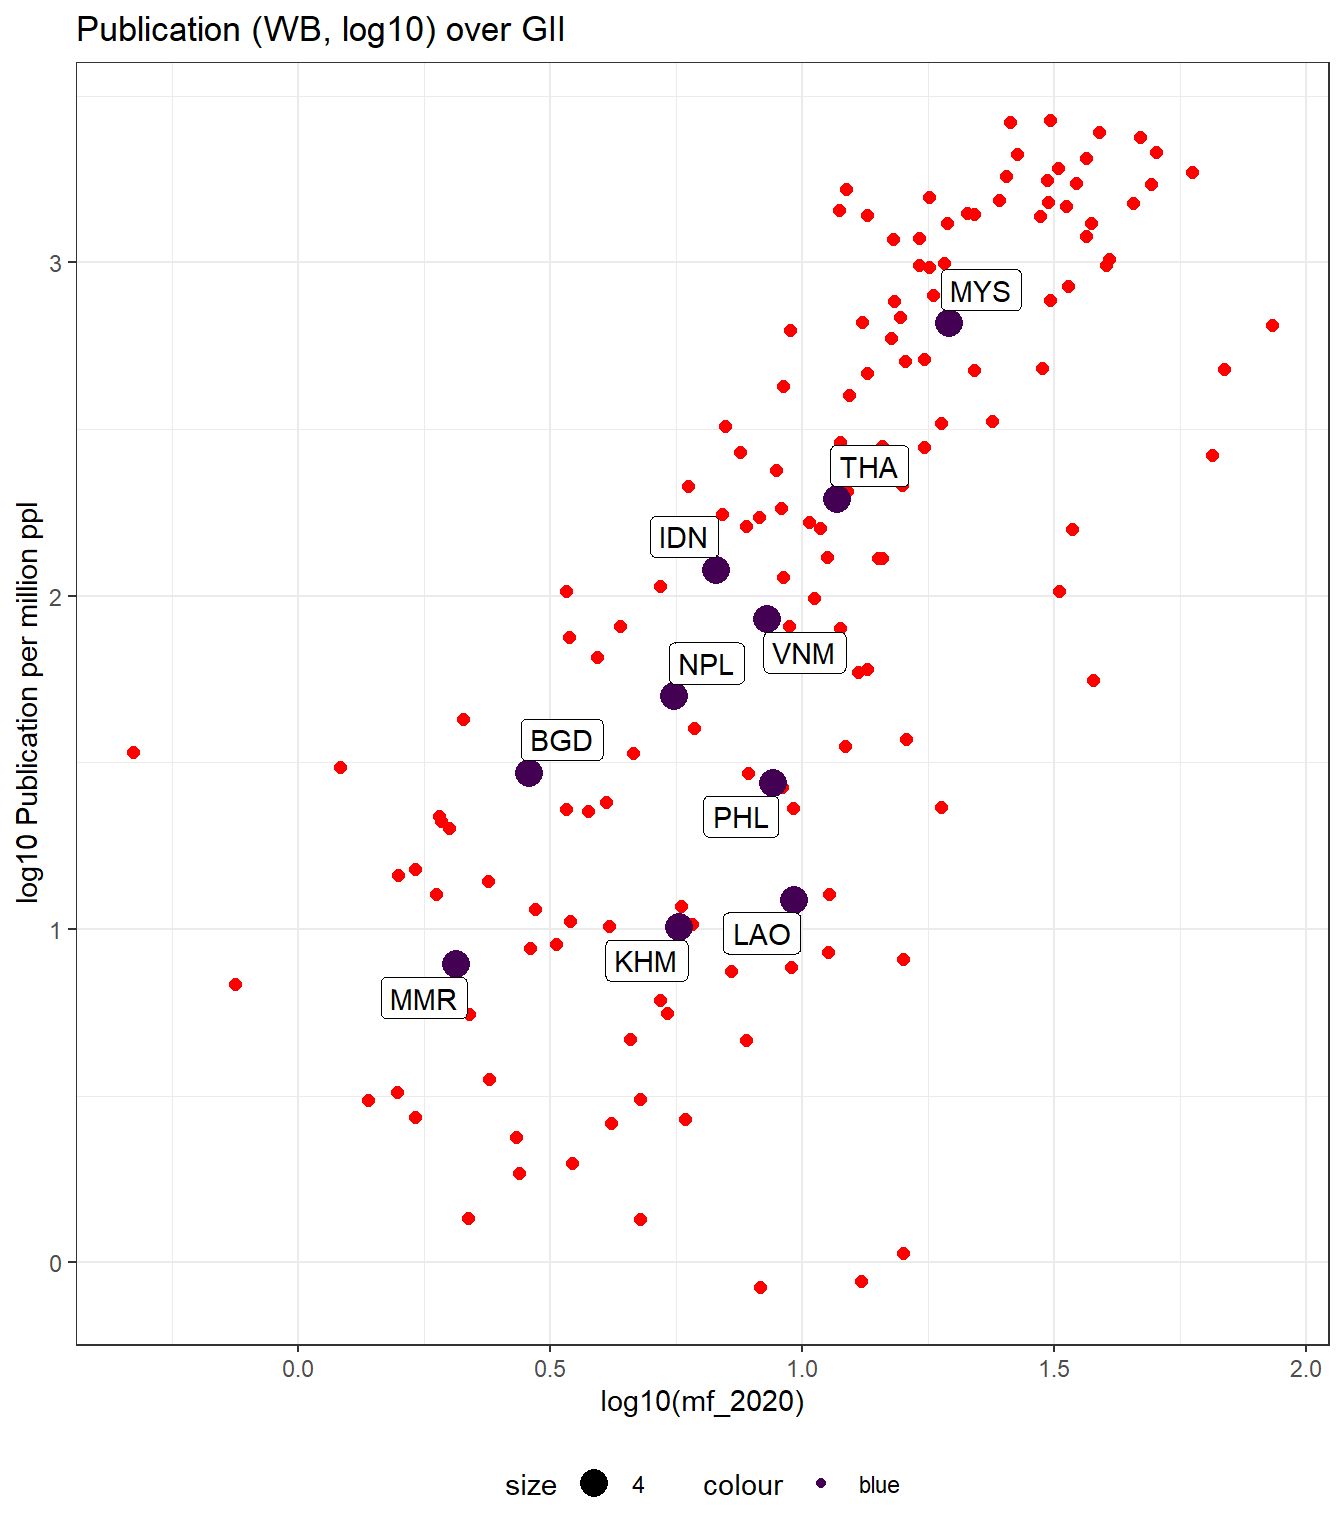 Publication (WB, log10) over GII
log10 Publication per million ppl
3
2
1
0
MYS
THA
IDN
VNM
NPL
BGD
PHL
LAO
KHM
MMR
0.0 0.5 1.0 1.5 2.0
log10(mf_2020)
size 4 colour blue